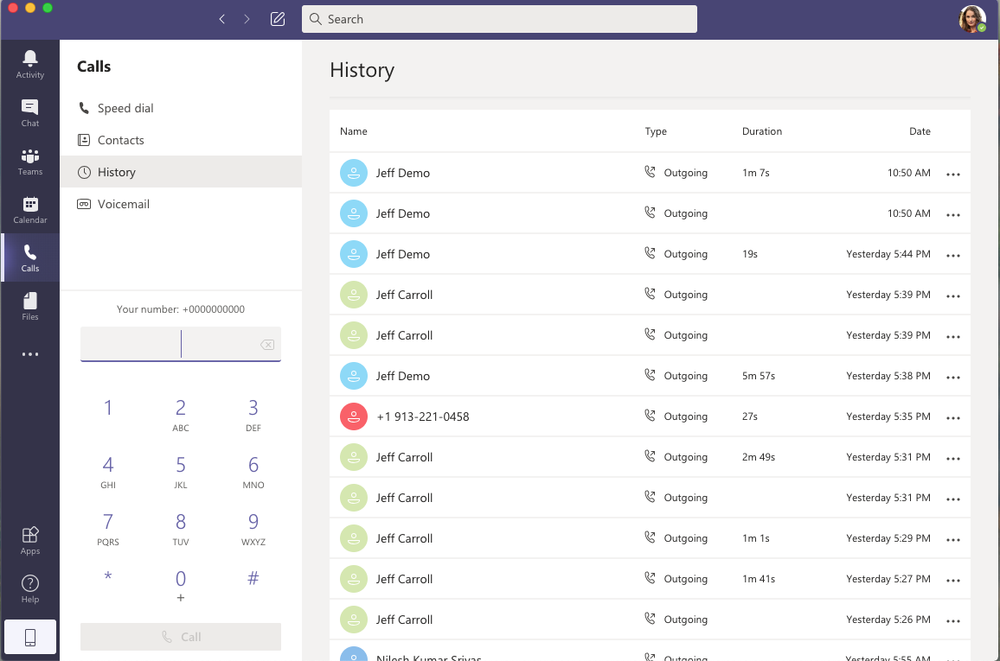 Search
Activity
Chat
Teams
Calendar
Calls
Files
Apps
Help
Calls
Speed dial
Contacts
History
Voicemail
Your number: +0000000000
1 2 3
ABC DEF
4 5 6
GHI JKL MNO
7 8 9
PQRS TUV WXYZ
* 0 #
+
Call
History
Name Type Duration Date
Jeff Demo Outgoing 1m 7s 10:50 AM
Jeff Demo Outgoing 10:50 AM
Jeff Demo Outgoing 19s Yesterday 5:44 PM
Jeff Carroll Outgoing Yesterday 5:39 PM
Jeff Carroll Outgoing Yesterday 5:39 PM
Jeff Demo Outgoing 5m 57s Yesterday 5:38 PM
+1 913-221-0458 Outgoing 27s Yesterday 5:35 PM
Jeff Carroll Outgoing 2m 49s Yesterday 5:31 PM
Jeff Carroll Outgoing Yesterday 5:31 PM
Jeff Carroll Outgoing 1m 1s Yesterday 5:29 PM
Jeff Carroll Outgoing 1m 41s Yesterday 5:27 PM
Jeff Carroll Outgoing Yesterday 5:26 PM
Nilesh Kumar Srivas Outgoing Yesterday 5:55 AM